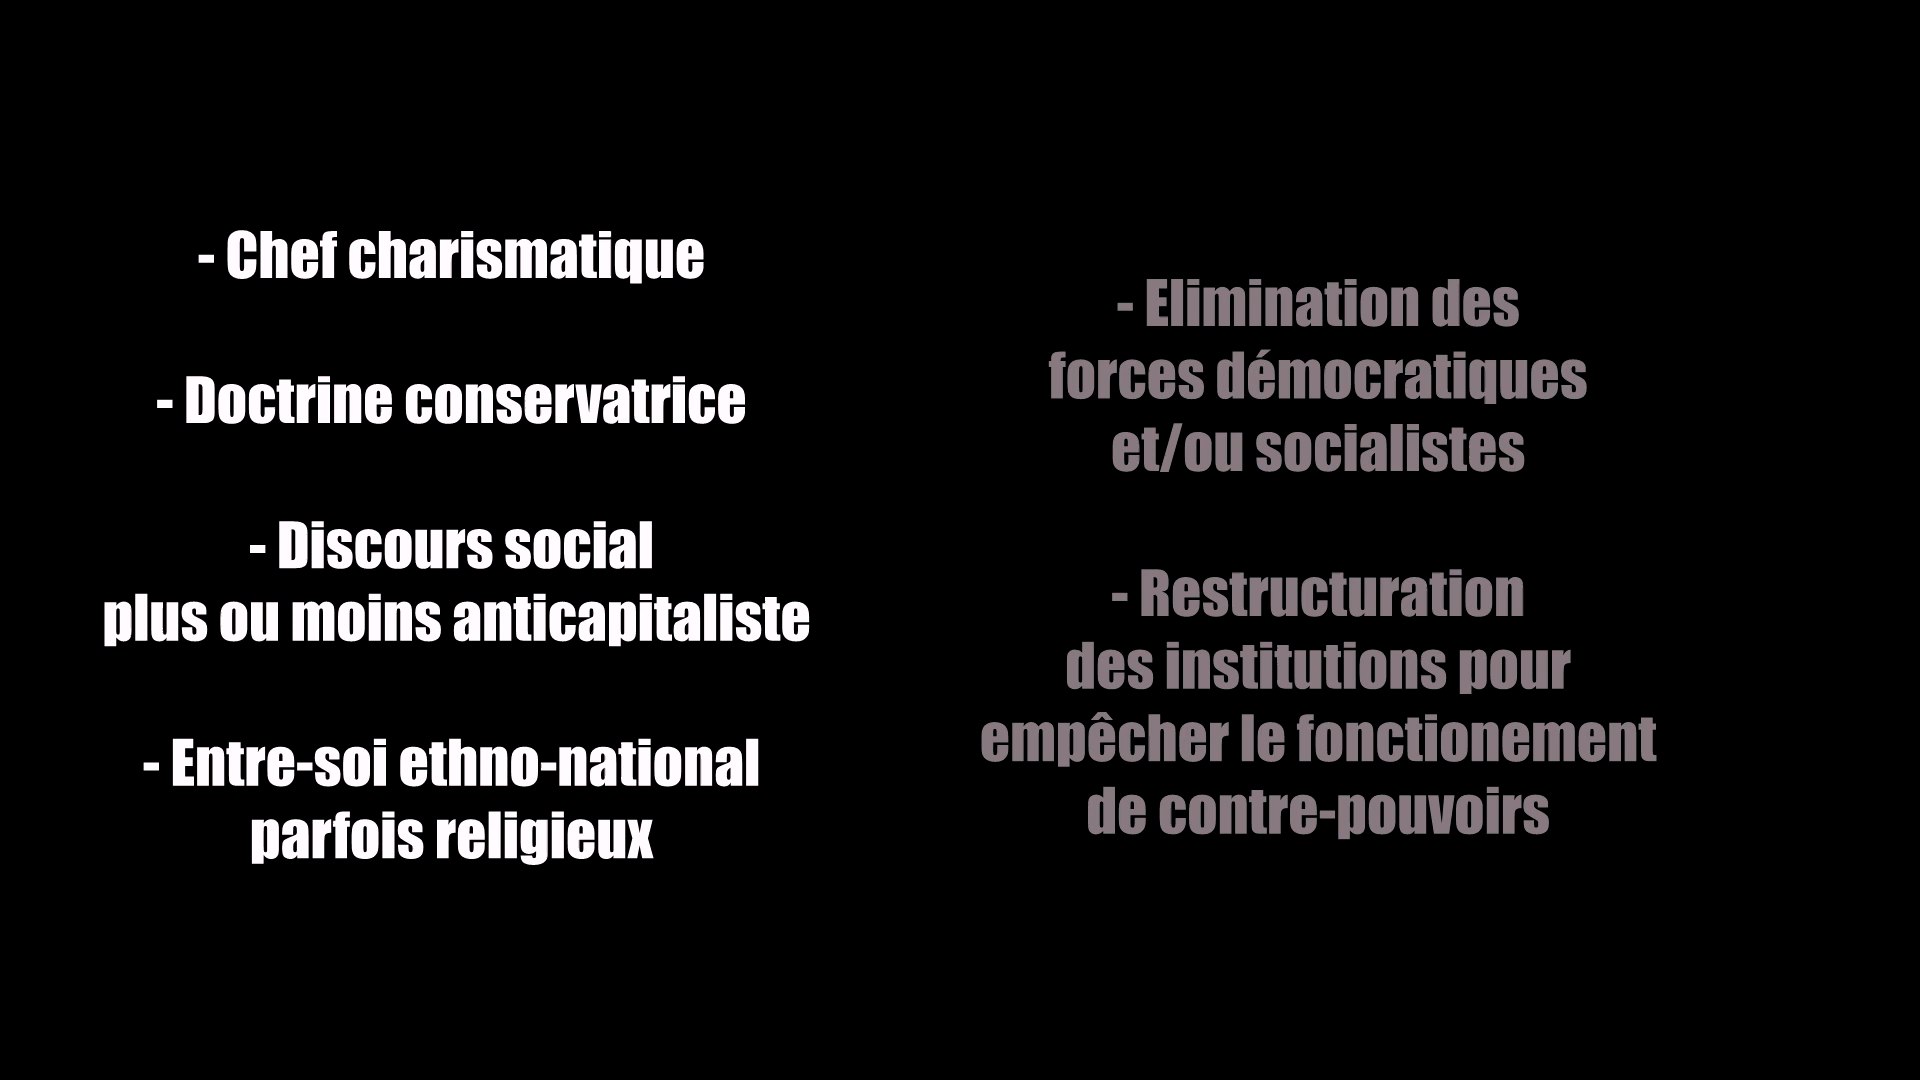 - Chef charismatique
- Doctrine conservatrice
- Discours social
plus ou moins anticapitaliste
- Entre-soi ethno-national
parfois religieux
- Elimination des
forces démocratiques
et/ou socialistes
- Restructuration
des institutions pour
empêcher le fonctionement
de contre-pouvoirs